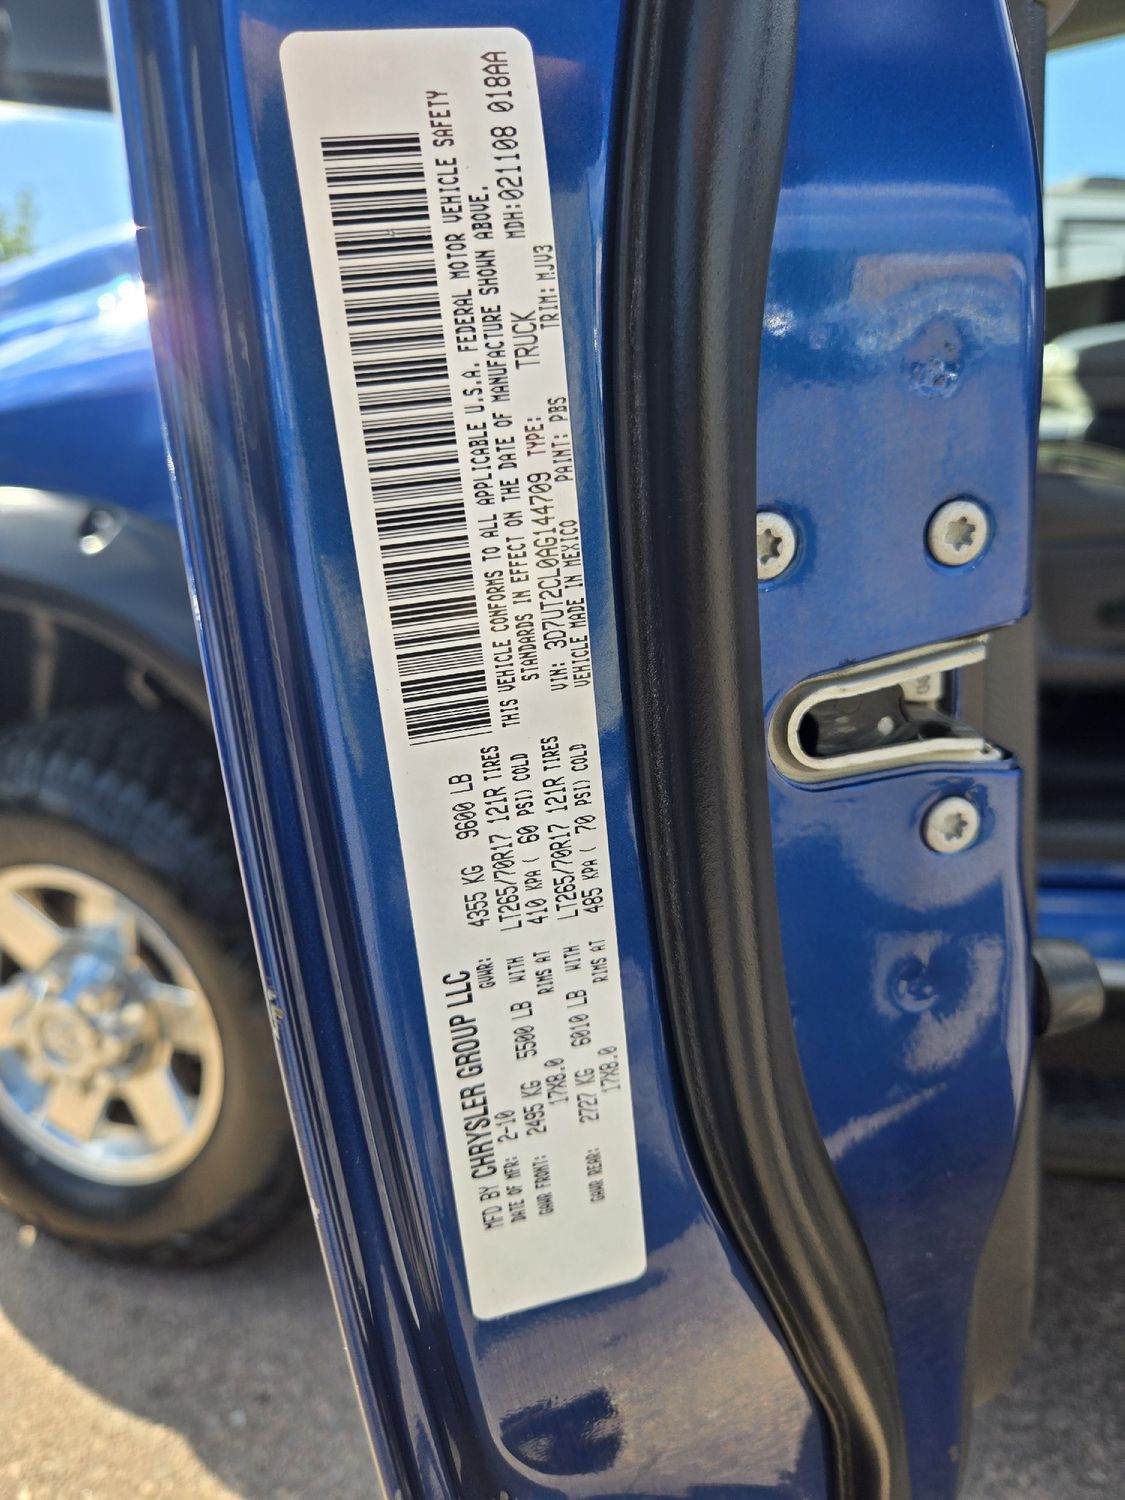 MFD BY CHRYSLER GROUP LLC
DATE OF MFR: 2-10 GVWR: 4355 KG 9600 LB
GAWR FRONT: 2495 KG 5500 LB WITH LT265/70R17 121R TIRES
17X8.0 RIMS AT 410 KPA ( 60 PSI) COLD
GAWR REAR: 2727 KG 6010 LB WITH LT265/70R17 121R TIRES
17X8.0 RIMS AT 485 KPA ( 70 PSI) COLD
THIS VEHICLE CONFORMS TO ALL APPLICABLE U.S.A. FEDERAL MOTOR VEHICLE SAFETY
STANDARDS IN EFFECT ON THE DATE OF MANUFACTURE SHOWN ABOVE.
VIN: 3D7UT2CL0AG144709 TYPE: TRUCK MDH:021108 018AA
VEHICLE MADE IN MEXICO PAINT: PBS TRIM: MJV3